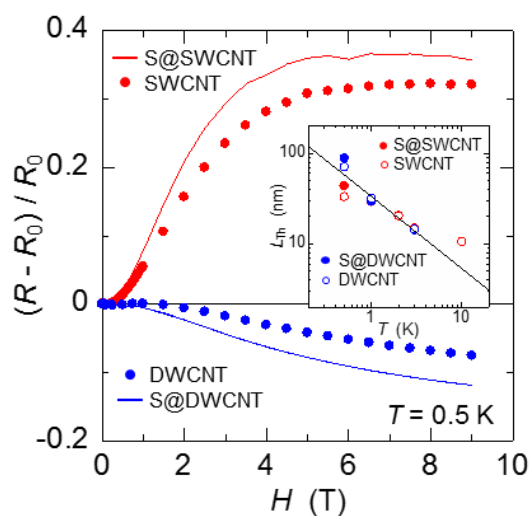 0.4
0.2
0
-0.2
(R - R0) / R0
S@SWCNT
SWCNT
DWCNT
S@DWCNT
T = 0.5 K
0 2 4 6 8 10
H (T)
100
10
Lth (nm)
S@SWCNT
SWCNT
S@DWCNT
DWCNT
1 10
T (K)